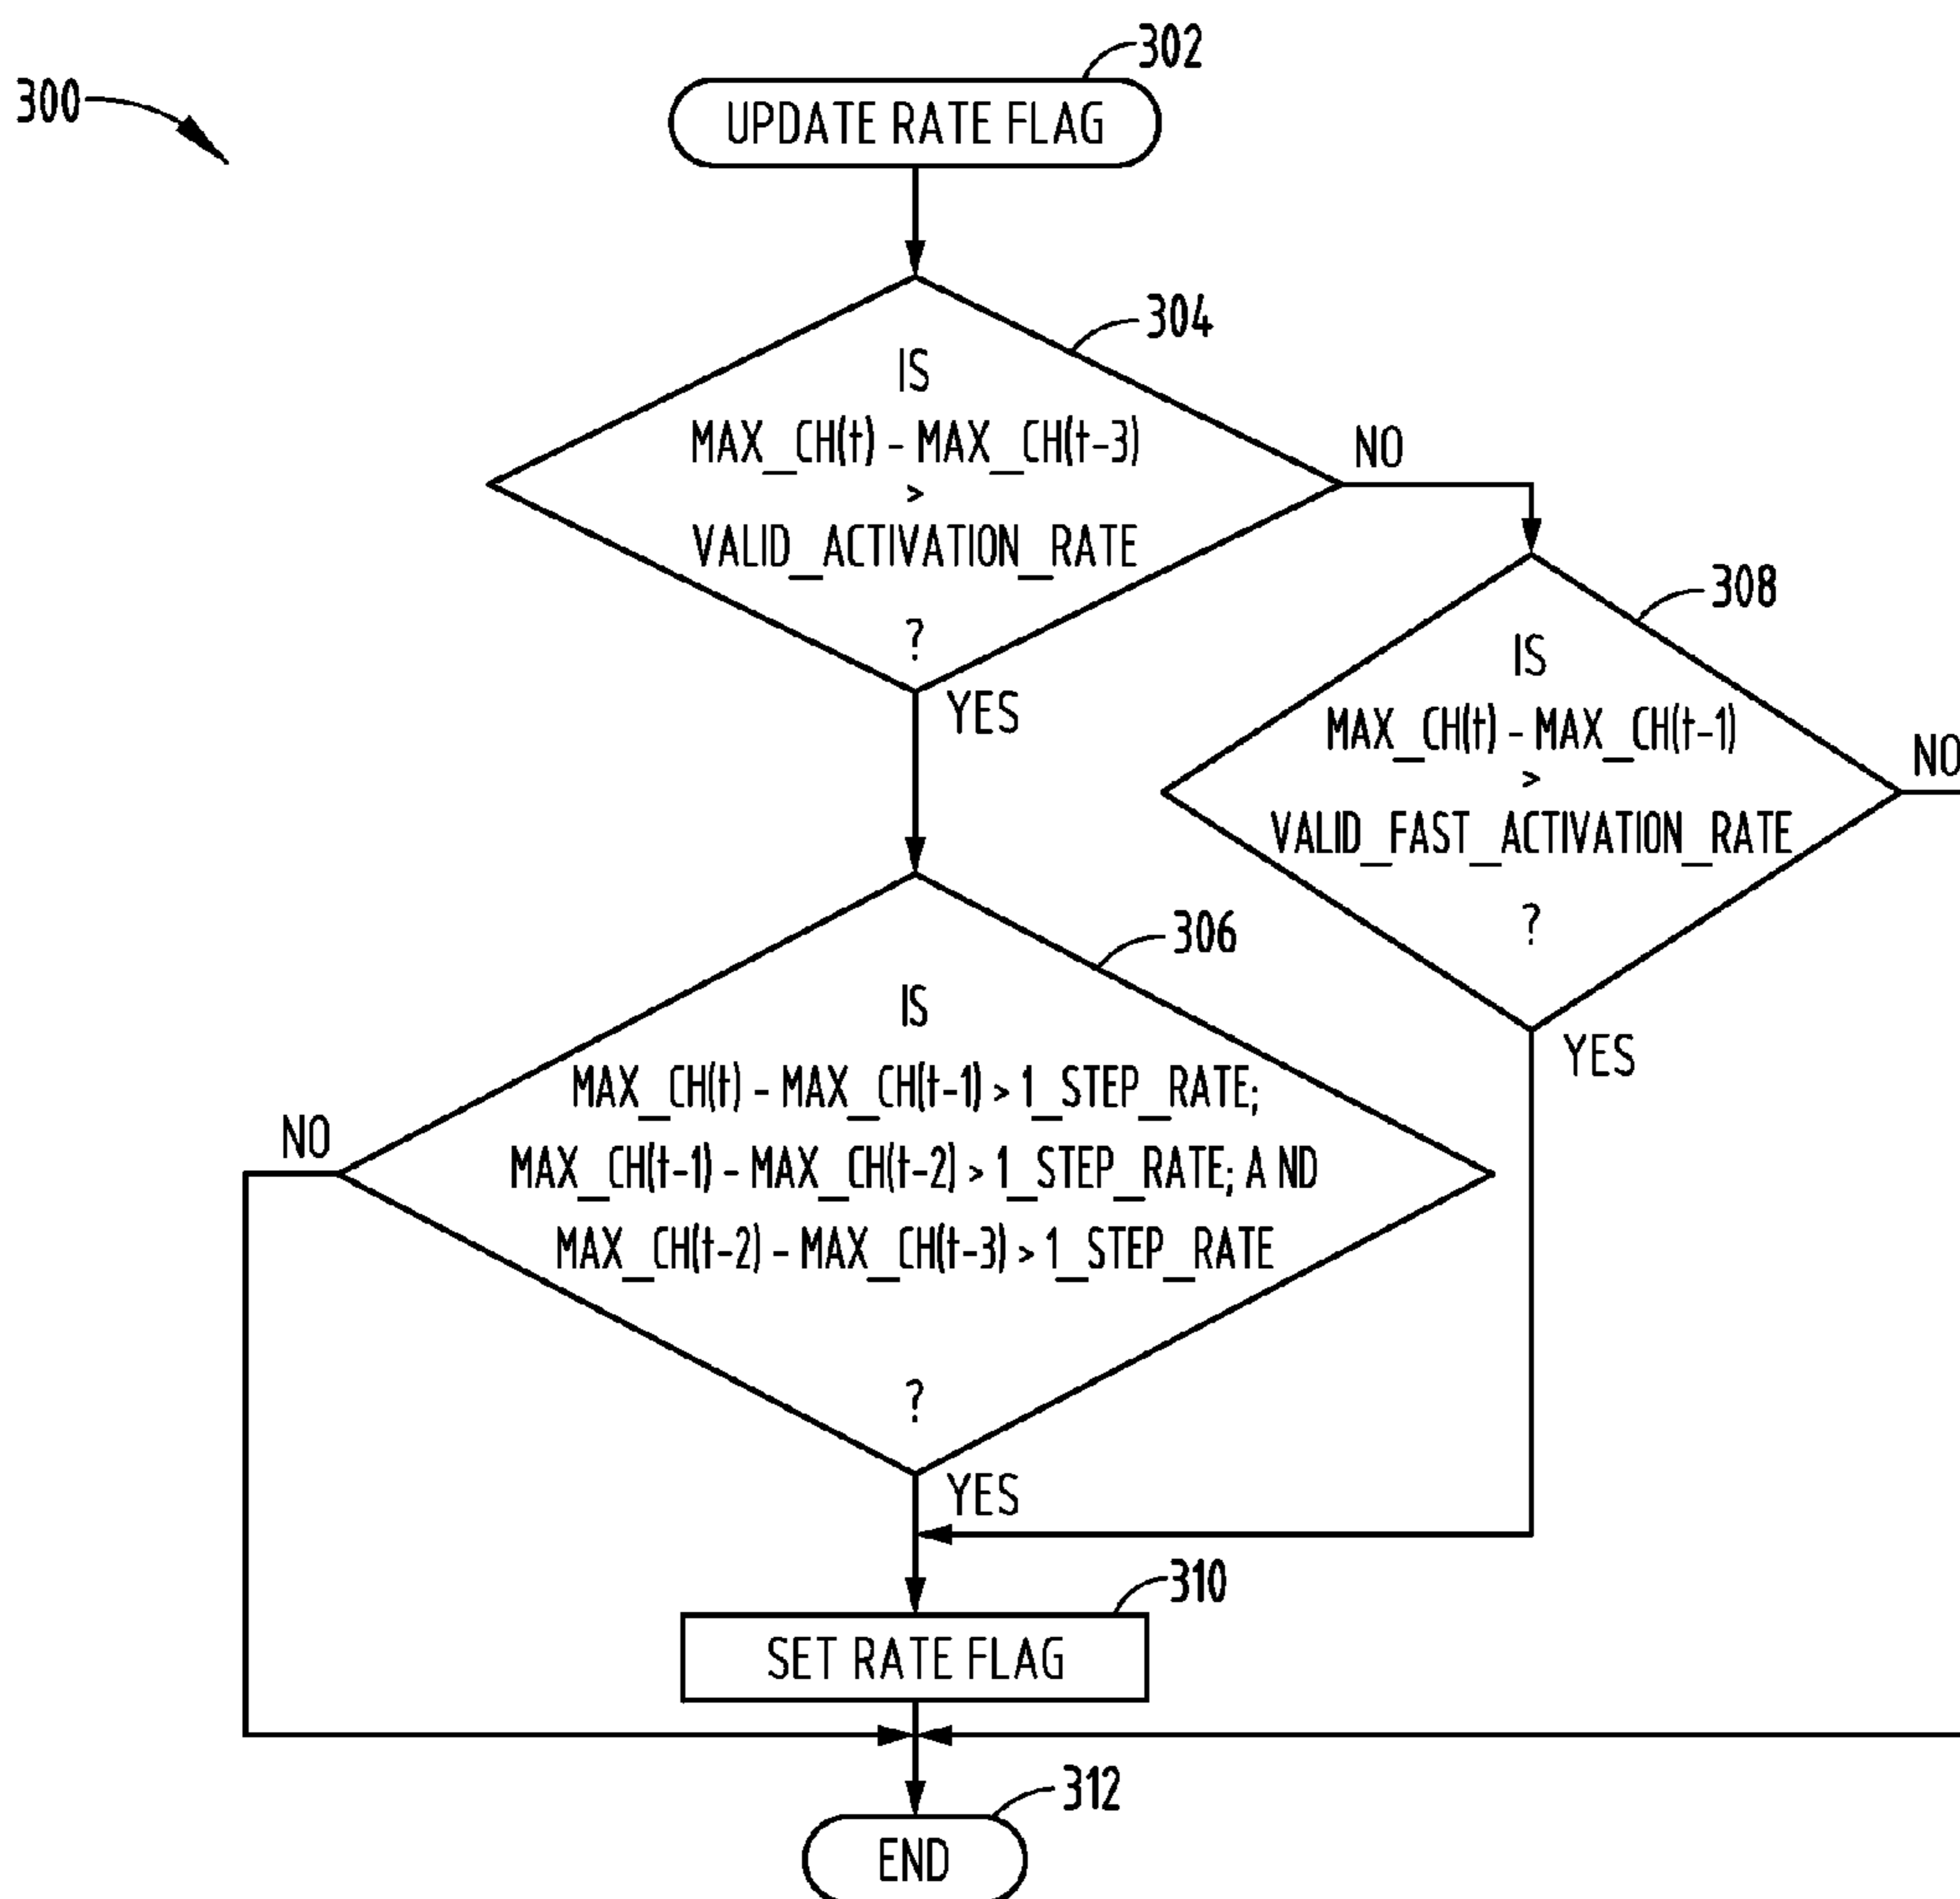 302
300
UPDATE RATE FLAG
304
IS
MAX_CH(t) - MAX_CH(t-3)
>
VALID_ACTIVATION_RATE
?
NO
YES
308
IS
MAX_CH(t) - MAX_CH(t-1)
>
VALID_FAST_ACTIVATION_RATE
?
NO
YES
306
IS
MAX_CH(t) - MAX_CH(t-1) > 1_STEP_RATE;
MAX_CH(t-1) - MAX_CH(t-2) > 1_STEP_RATE; A ND
MAX_CH(t-2) - MAX_CH(t-3) > 1_STEP_RATE
?
NO
YES
310
SET RATE FLAG
312
END